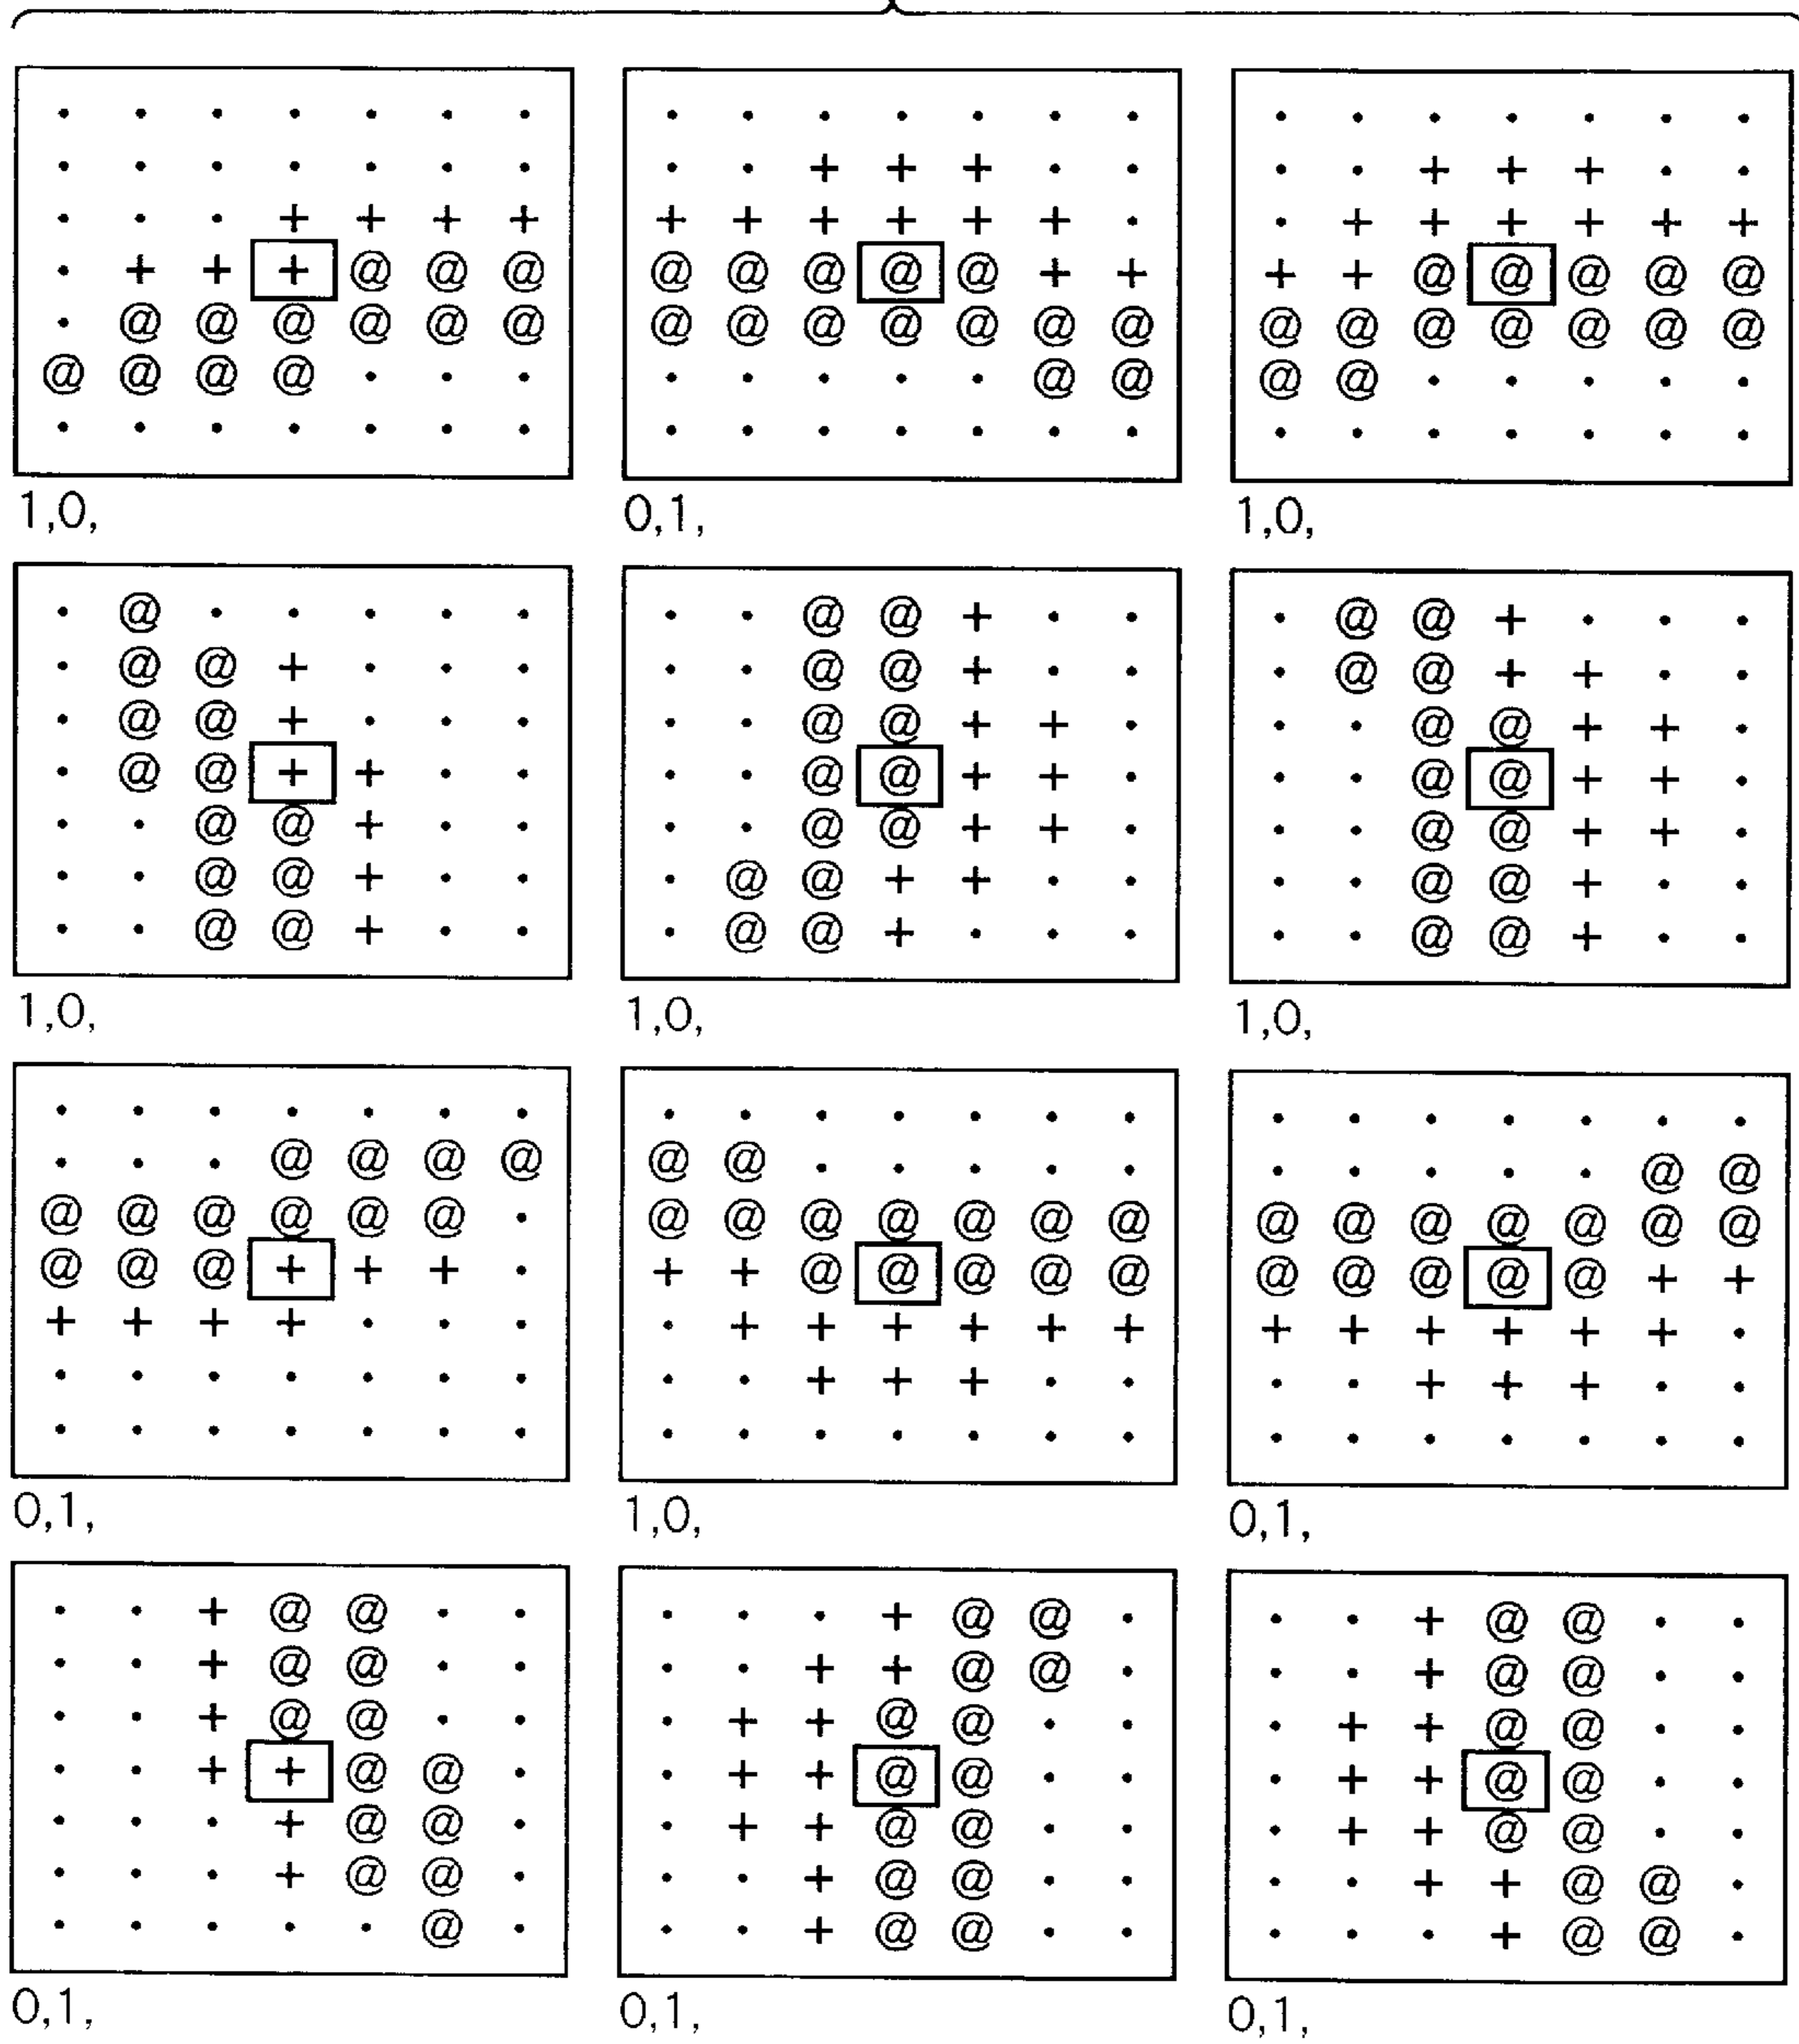 . . . . . . .
. . . . . . .
. . . + + + +
. + + + @ @ @
. @ @ @ @ @ @
@ @ @ @ . . .
. . . . . . .
1,0,
. . . . . . .
. . + + + . .
+ + + + + + .
@ @ @ @ @ + +
@ @ @ @ @ @ @
. . . . . @ @
. . . . . . .
0,1,
. . . . . . .
. . + + + . .
. + + + + + +
+ + @ @ @ @ @
@ @ @ @ @ @ @
@ @ . . . . .
. . . . . . .
1,0,
. @ . . . . .
. @ @ + . . .
. @ @ + . . .
. @ @ + + . .
. . @ @ + . .
. . @ @ + . .
. . @ @ + . .
1,0,
. . @ @ + . .
. . @ @ + . .
. . @ @ + + .
. . @ @ + + .
. . @ @ + + .
. @ @ + + . .
. @ @ + . . .
1,0,
. @ @ + . . .
. @ @ + + . .
. . @ @ + + .
. . @ @ + + .
. . @ @ + + .
. . @ @ + . .
. . @ @ + . .
1,0,
. . . . . . .
. . . @ @ @ @
@ @ @ @ @ @ .
@ @ @ + + + .
+ + + + . . .
. . . . . . .
. . . . . . .
0,1,
. . . . . . .
@ @ . . . . .
@ @ @ @ @ @ @
+ + @ @ @ @ @
. + + + + + +
. . + + + . .
. . . . . . .
1,0,
. . . . . . .
. . . . . @ @
@ @ @ @ @ @ @
@ @ @ @ @ + +
+ + + + + + .
. . + + + . .
. . . . . . .
0,1,
. . + @ @ . .
. . + @ @ . .
. . + @ @ . .
. . + + @ @ .
. . . + @ @ .
. . . + @ @ .
. . . . . @ .
0,1,
. . . + @ @ .
. . + + @ @ .
. + + @ @ . .
. + + @ @ . .
. + + @ @ . .
. . + @ @ . .
. . + @ @ . .
0,1,
. . + @ @ . .
. . + @ @ . .
. + + @ @ . .
. + + @ @ . .
. + + @ @ . .
. . + + @ @ .
. . . + @ @ .
0,1,